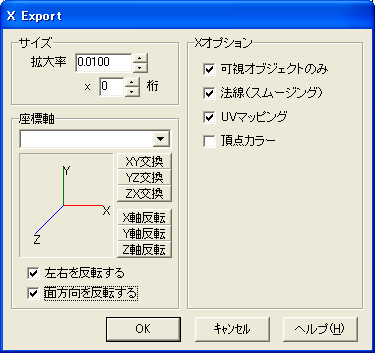 X Export
サイズ
拡大率 0.0100
x 0 桁
座標軸
Y
X
Z
XY交換
YZ交換
ZX交換
X軸反転
Y軸反転
Z軸反転
左右を反転する
面方向を反転する
Xオプション
可視オブジェクトのみ
法線(スムージング)
UVマッピング
頂点カラー
OK
キャンセル
ヘルプ(H)